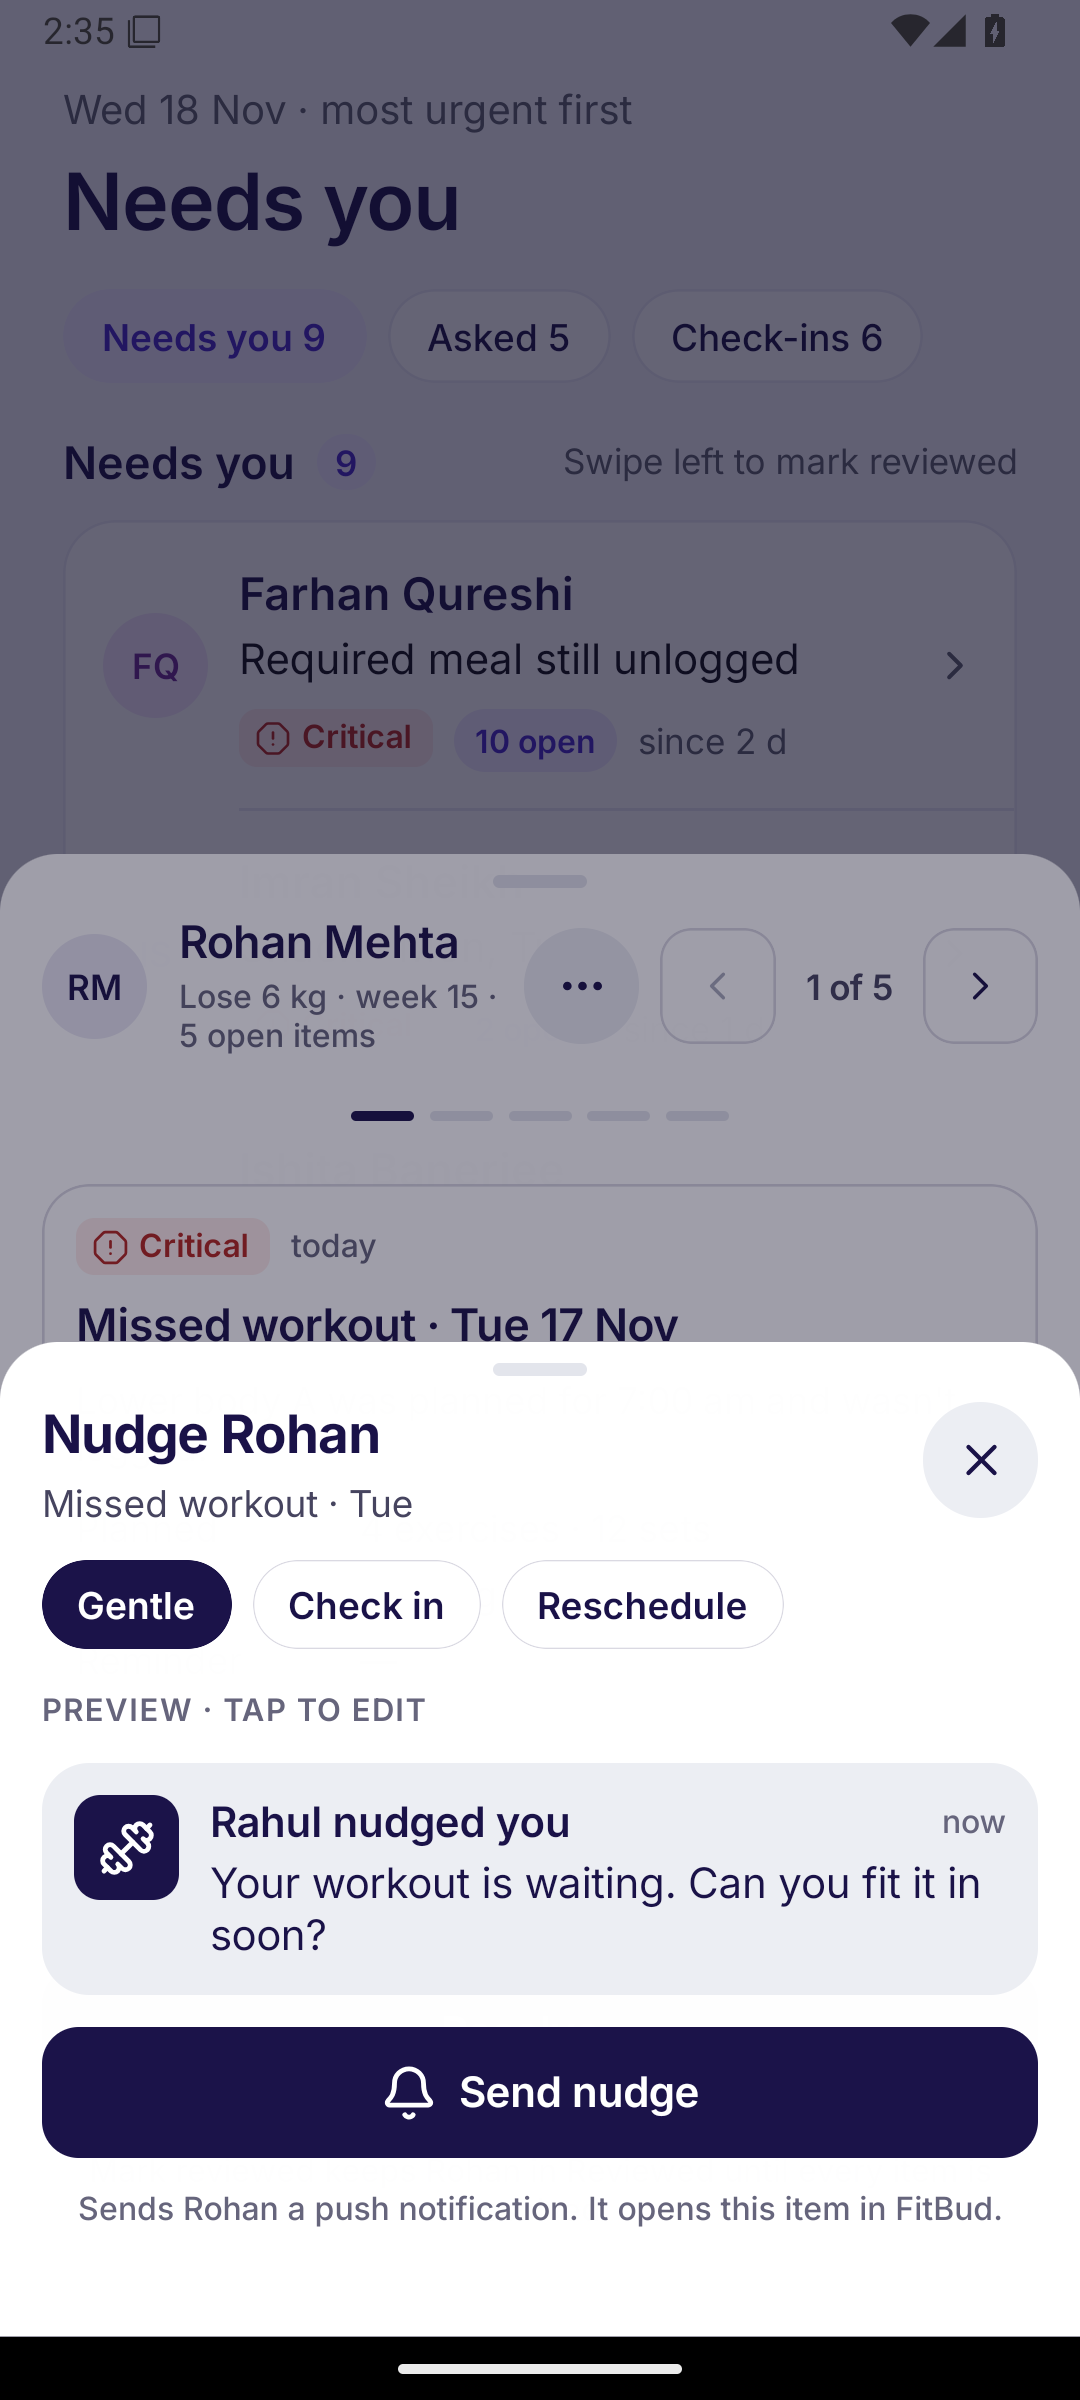 2:35
Wed 18 Nov · most urgent first
Needs you
Needs you 9
Asked 5
Check-ins 6
Needs you 9
Swipe left to mark reviewed
Farhan Qureshi
FQ
Required meal still unlogged
Critical
10 open
since 2 d
Rohan Mehta
RM
Lose 6 kg · week 15 ·
5 open items
1 of 5
Critical
today
Missed workout · Tue 17 Nov
Nudge Rohan
Missed workout · Tue
Gentle
Check in
Reschedule
PREVIEW · TAP TO EDIT
Rahul nudged you
now
Your workout is waiting. Can you fit it in
soon?
Send nudge
Sends Rohan a push notification. It opens this item in FitBud.